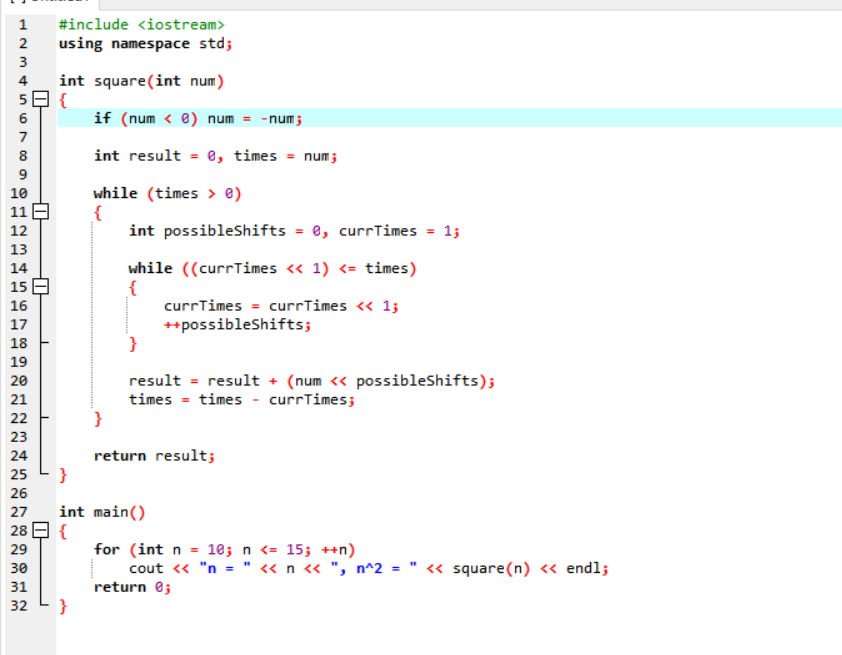 1 #include <iostream>
2 using namespace std;
3
4 int square(int num)
5 {
6     if (num < 0) num = -num;
7
8     int result = 0, times = num;
9
10     while (times > 0)
11     {
12         int possibleShifts = 0, currTimes = 1;
13
14         while ((currTimes << 1) <= times)
15         {
16             currTimes = currTimes << 1;
17             ++possibleShifts;
18         }
19
20         result = result + (num << possibleShifts);
21         times = times - currTimes;
22     }
23
24     return result;
25 }
26
27 int main()
28 {
29     for (int n = 10; n <= 15; ++n)
30         cout << "n = " << n << ", n^2 = " << square(n) << endl;
31     return 0;
32 }